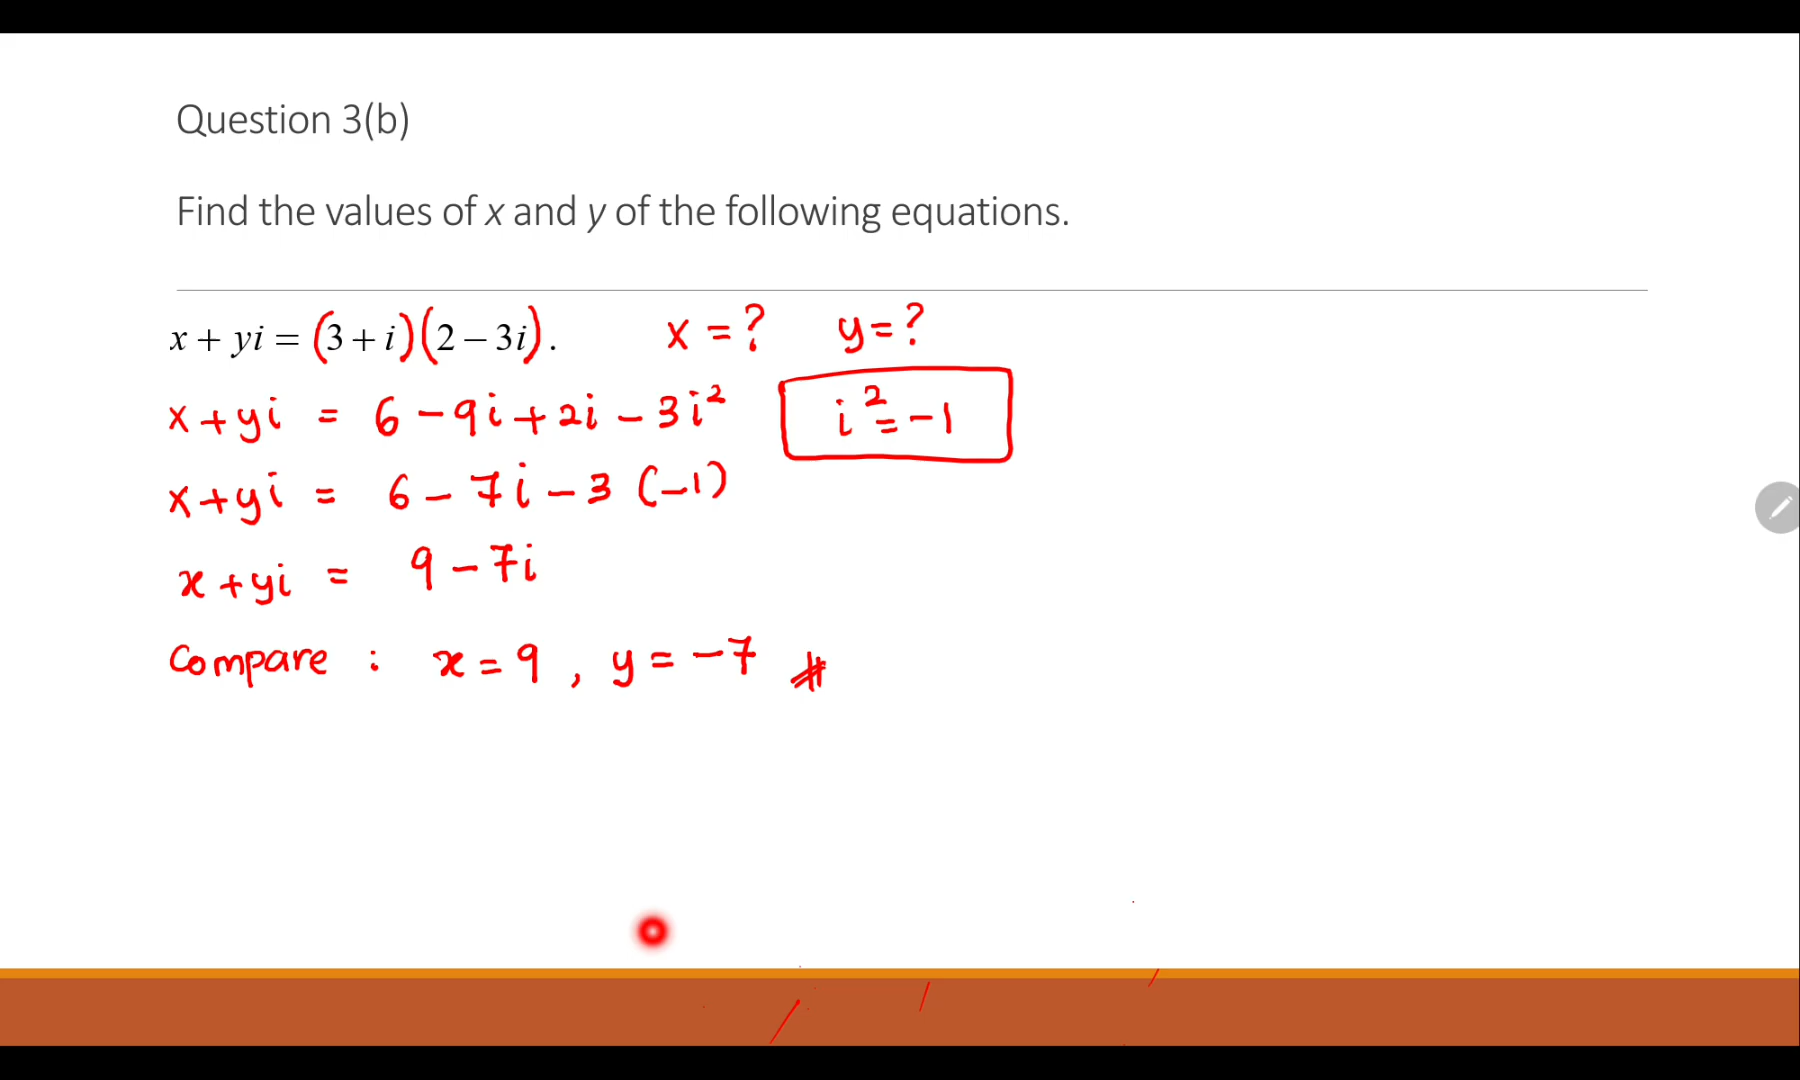 Question 3(b)
Find the values of x and y of the following equations.
x + yi = (3 + i)(2 − 3i). x = ? y = ?
x + yi = 6 − 9i + 2i − 3i² i² = −1
x + yi = 6 − 7i − 3 (−1)
x + yi = 9 − 7i
Compare : x = 9 , y = −7 #